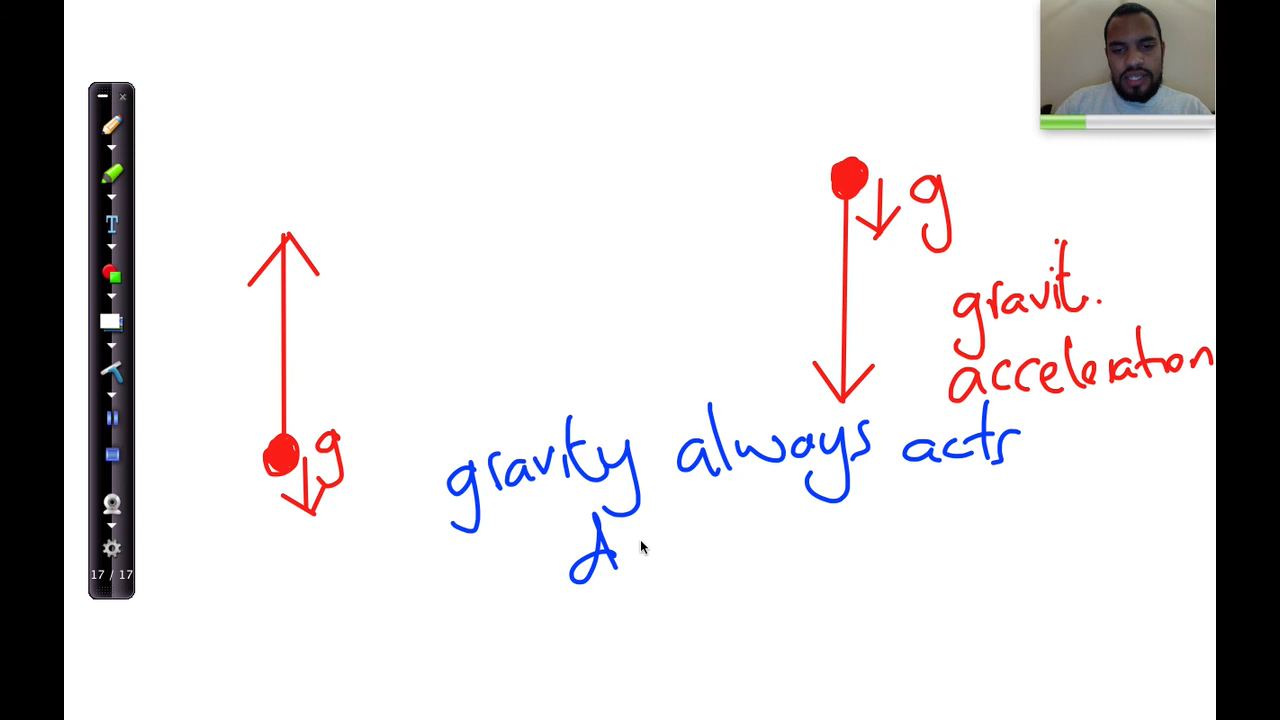 g
gravit.
acceleration
g
gravity always acts
d
T
17 / 17